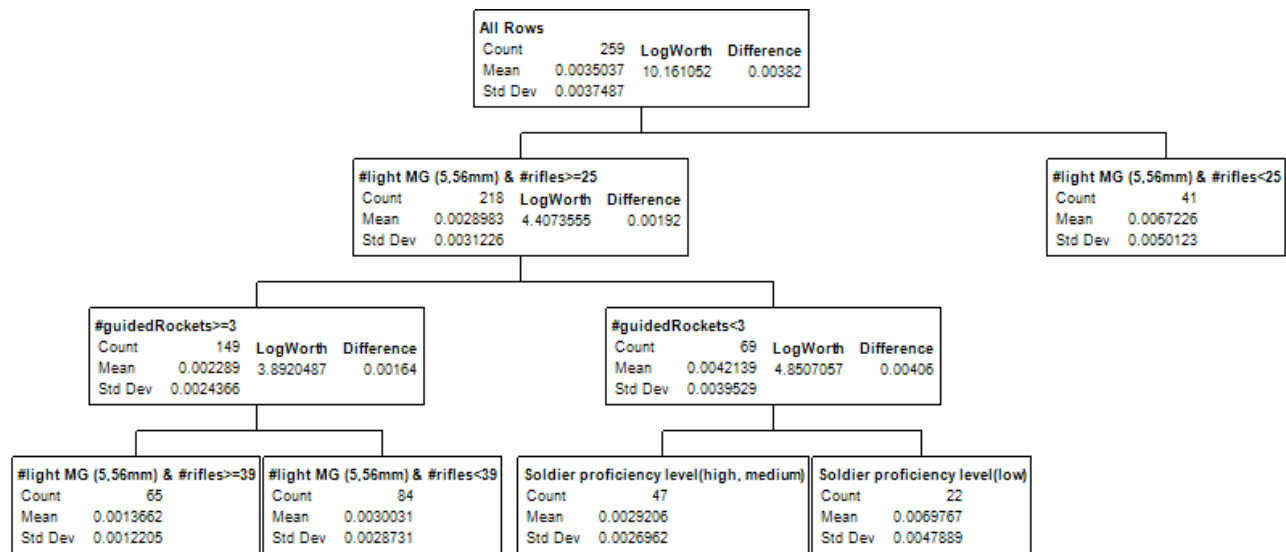 All Rows
Count 259 LogWorth Difference
Mean 0.0035037 10.161052 0.00382
Std Dev 0.0037487
#light MG (5,56mm) & #rifles>=25
Count 218 LogWorth Difference
Mean 0.0028983 4.4073555 0.00192
Std Dev 0.0031226
#light MG (5,56mm) & #rifles<25
Count 41
Mean 0.0067226
Std Dev 0.0050123
#guidedRockets>=3
Count 149 LogWorth Difference
Mean 0.002289 3.8920487 0.00164
Std Dev 0.0024366
#guidedRockets<3
Count 69 LogWorth Difference
Mean 0.0042139 4.8507057 0.00406
Std Dev 0.0039529
#light MG (5,56mm) & #rifles>=39
Count 65
Mean 0.0013662
Std Dev 0.0012205
#light MG (5,56mm) & #rifles<39
Count 84
Mean 0.0030031
Std Dev 0.0028731
Soldier proficiency level(high, medium)
Count 47
Mean 0.0029206
Std Dev 0.0026962
Soldier proficiency level(low)
Count 22
Mean 0.0069767
Std Dev 0.0047889